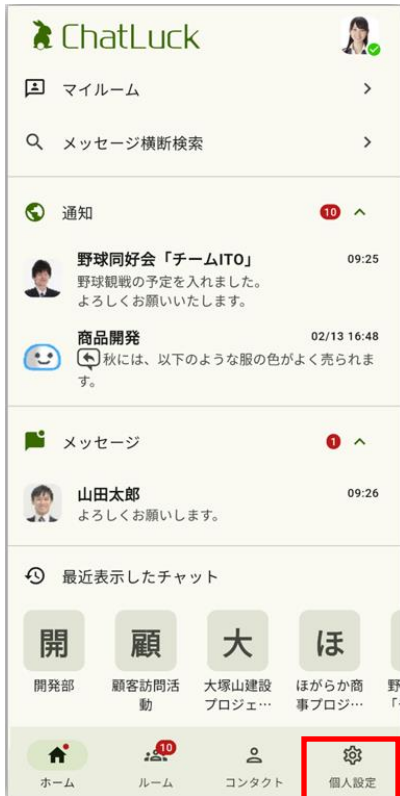 ChatLuck
マイルーム
メッセージ横断検索
通知
10
野球同好会「チームITO」
09:25
野球観戦の予定を入れました。
よろしくお願いいたします。
商品開発
02/13 16:48
秋には、以下のような服の色がよく売られま
す。
メッセージ
1
山田太郎
09:26
よろしくお願いします。
最近表示したチャット
開
顧
大
ほ
開発部
顧客訪問活
動
大塚山建設
プロジェ…
ほがらか商
事プロジ…
野
「
10
ホーム
ルーム
コンタクト
個人設定